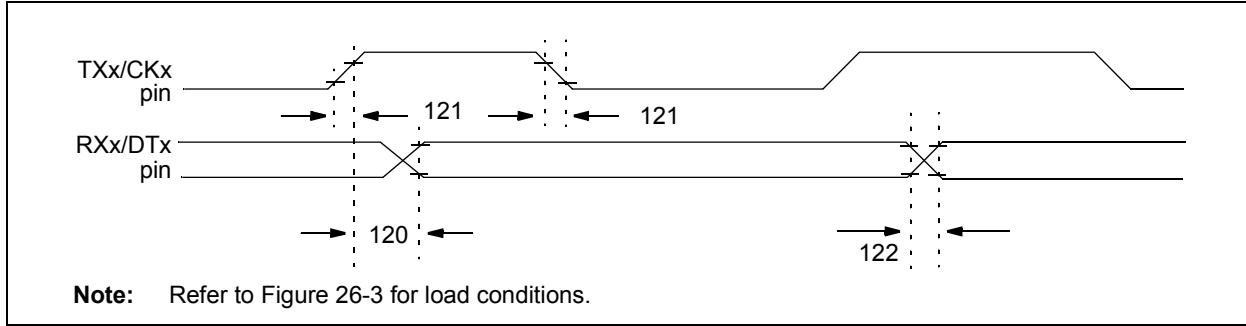 TXx/CKx
pin
121
121
RXx/DTx
pin
120
122
Note: Refer to Figure 26-3 for load conditions.